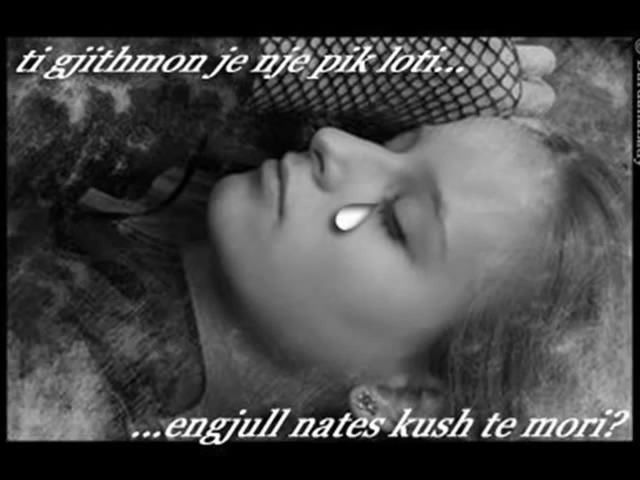 ti gjithmon je nje pik loti...
...engjull nates kush te mori?